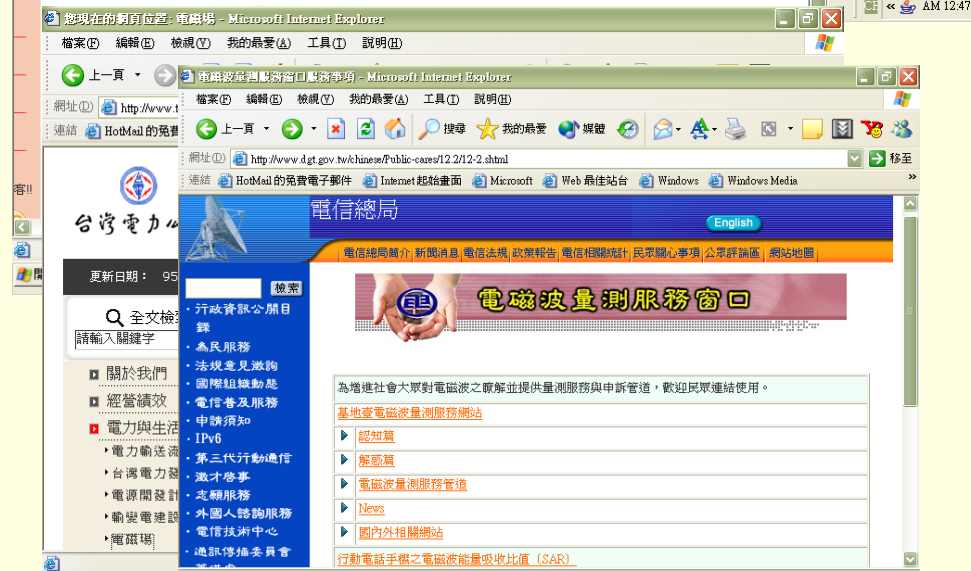 AM 12:47
您現在的網頁位置: 電磁場 - Microsoft Internet Explorer
檔案(F) 編輯(E) 檢視(V) 我的最愛(A) 工具(T) 說明(H)
上一頁
網址(D) http://www.t
連結 HotMail 的免費
客!!
台灣電力
更新日期： 95
全文檢
請輸入關鍵字
關於我們
經營績效
電力與生活
電力輸送流
台灣電力發
電源開發計
輸變電建設
電磁場
電磁波量測服務窗口服務事項 - Microsoft Internet Explorer
檔案(F) 編輯(E) 檢視(V) 我的最愛(A) 工具(T) 說明(H)
上一頁 搜尋 我的最愛 媒體
網址(D) http://www.dgt.gov.tw/chinese/Public-cares/12.2/12-2.shtml 移至
連結 HotMail 的免費電子郵件 Internet 起始畫面 Microsoft Web 最佳站台 Windows Windows Media »
電信總局
English
電信總局簡介 新聞消息 電信法規 政策報告 電信相關統計 民眾關心事項 公眾評論區 網站地圖
檢索
行政資訊公開目
錄
為民服務
法規意見徵詢
國際組織動態
電信普及服務
申請須知
IPv6
第三代行動通信
徵才啓事
志願服務
外國人諮詢服務
電信技術中心
通訊傳播委員會
電磁波量測服務窗口
為增進社會大眾對電磁波之瞭解並提供量測服務與申訴管道，歡迎民眾連結使用。
基地臺電磁波量測服務網站
認知篇
解惑篇
電磁波量測服務管道
News
國內外相關網站
行動電話手機之電磁波能量吸收比值（SAR）